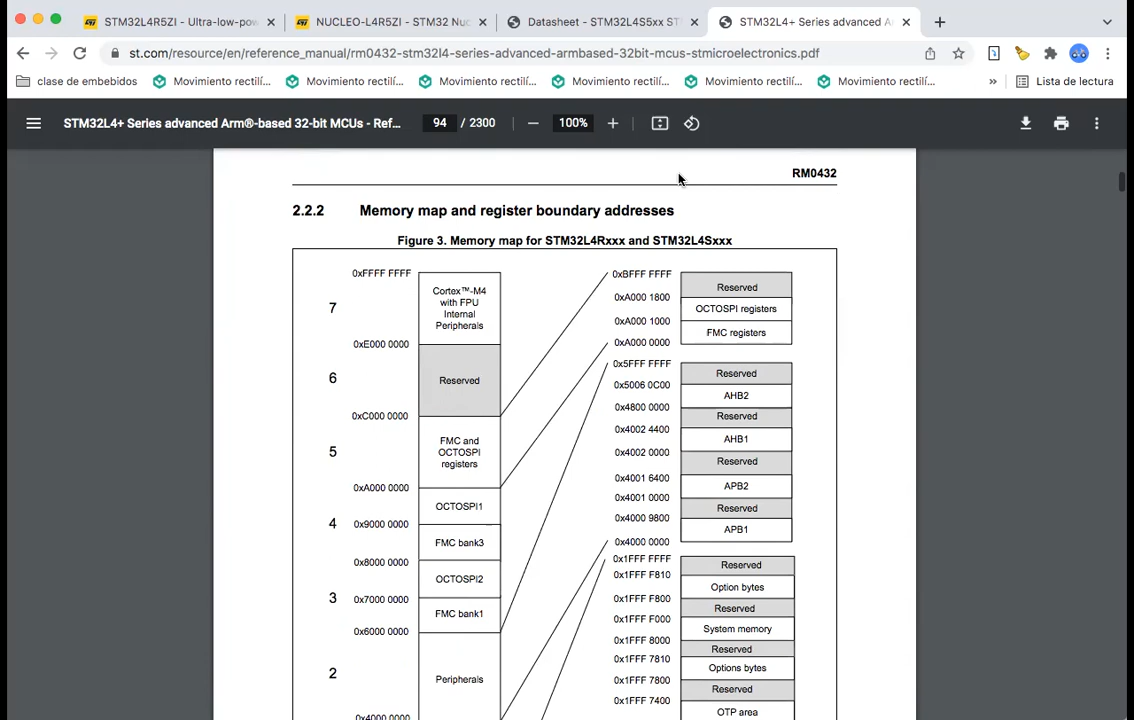 STM32L4R5ZI - Ultra-low-pow
NUCLEO-L4R5ZI - STM32 Nuc
Datasheet - STM32L4S5xx ST
STM32L4+ Series advanced A
st.com/resource/en/reference_manual/rm0432-stm32l4-series-advanced-armbased-32bit-mcus-stmicroelectronics.pdf
clase de embebidos
Movimiento rectilí...
Movimiento rectilí...
Movimiento rectilí...
Movimiento rectilí...
Movimiento rectilí...
Movimiento rectilí...
»
Lista de lectura
STM32L4+ Series advanced Arm®-based 32-bit MCUs - Ref...
94 / 2300
100%
RM0432
2.2.2 Memory map and register boundary addresses
Figure 3. Memory map for STM32L4Rxxx and STM32L4Sxxx
0xFFFF FFFF
7
Cortex™-M4
with FPU
Internal
Peripherals
0xE000 0000
6
Reserved
0xC000 0000
5
FMC and
OCTOSPI
registers
0xA000 0000
OCTOSPI1
4
0x9000 0000
FMC bank3
0x8000 0000
OCTOSPI2
3
0x7000 0000
FMC bank1
0x6000 0000
2
Peripherals
0x4000 0000
0xBFFF FFFF
Reserved
0xA000 1800
OCTOSPI registers
0xA000 1000
FMC registers
0xA000 0000
0x5FFF FFFF
Reserved
0x5006 0C00
AHB2
0x4800 0000
Reserved
0x4002 4400
AHB1
0x4002 0000
Reserved
0x4001 6400
APB2
0x4001 0000
Reserved
0x4000 9800
APB1
0x4000 0000
0x1FFF FFFF
Reserved
0x1FFF F810
Option bytes
0x1FFF F800
Reserved
0x1FFF F000
System memory
0x1FFF 8000
Reserved
0x1FFF 7810
Options bytes
0x1FFF 7800
Reserved
0x1FFF 7400
OTP area